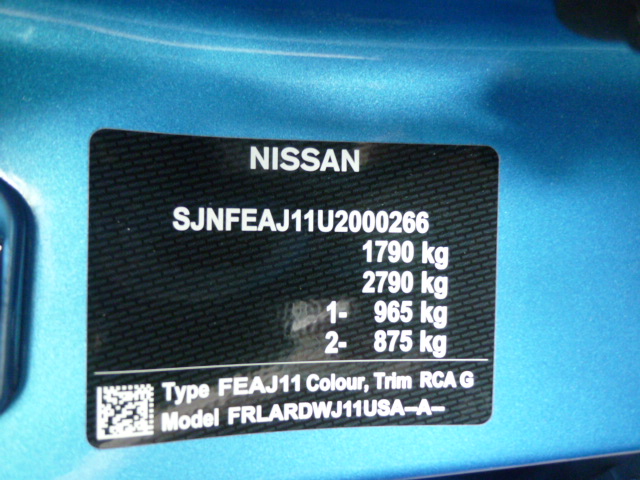 NISSAN
SJNFEAJ11U2000266
1790 kg
2790 kg
1- 965 kg
2- 875 kg
Type FEAJ11 Colour, Trim RCA G
Model FRLARDWJ11USA--A--